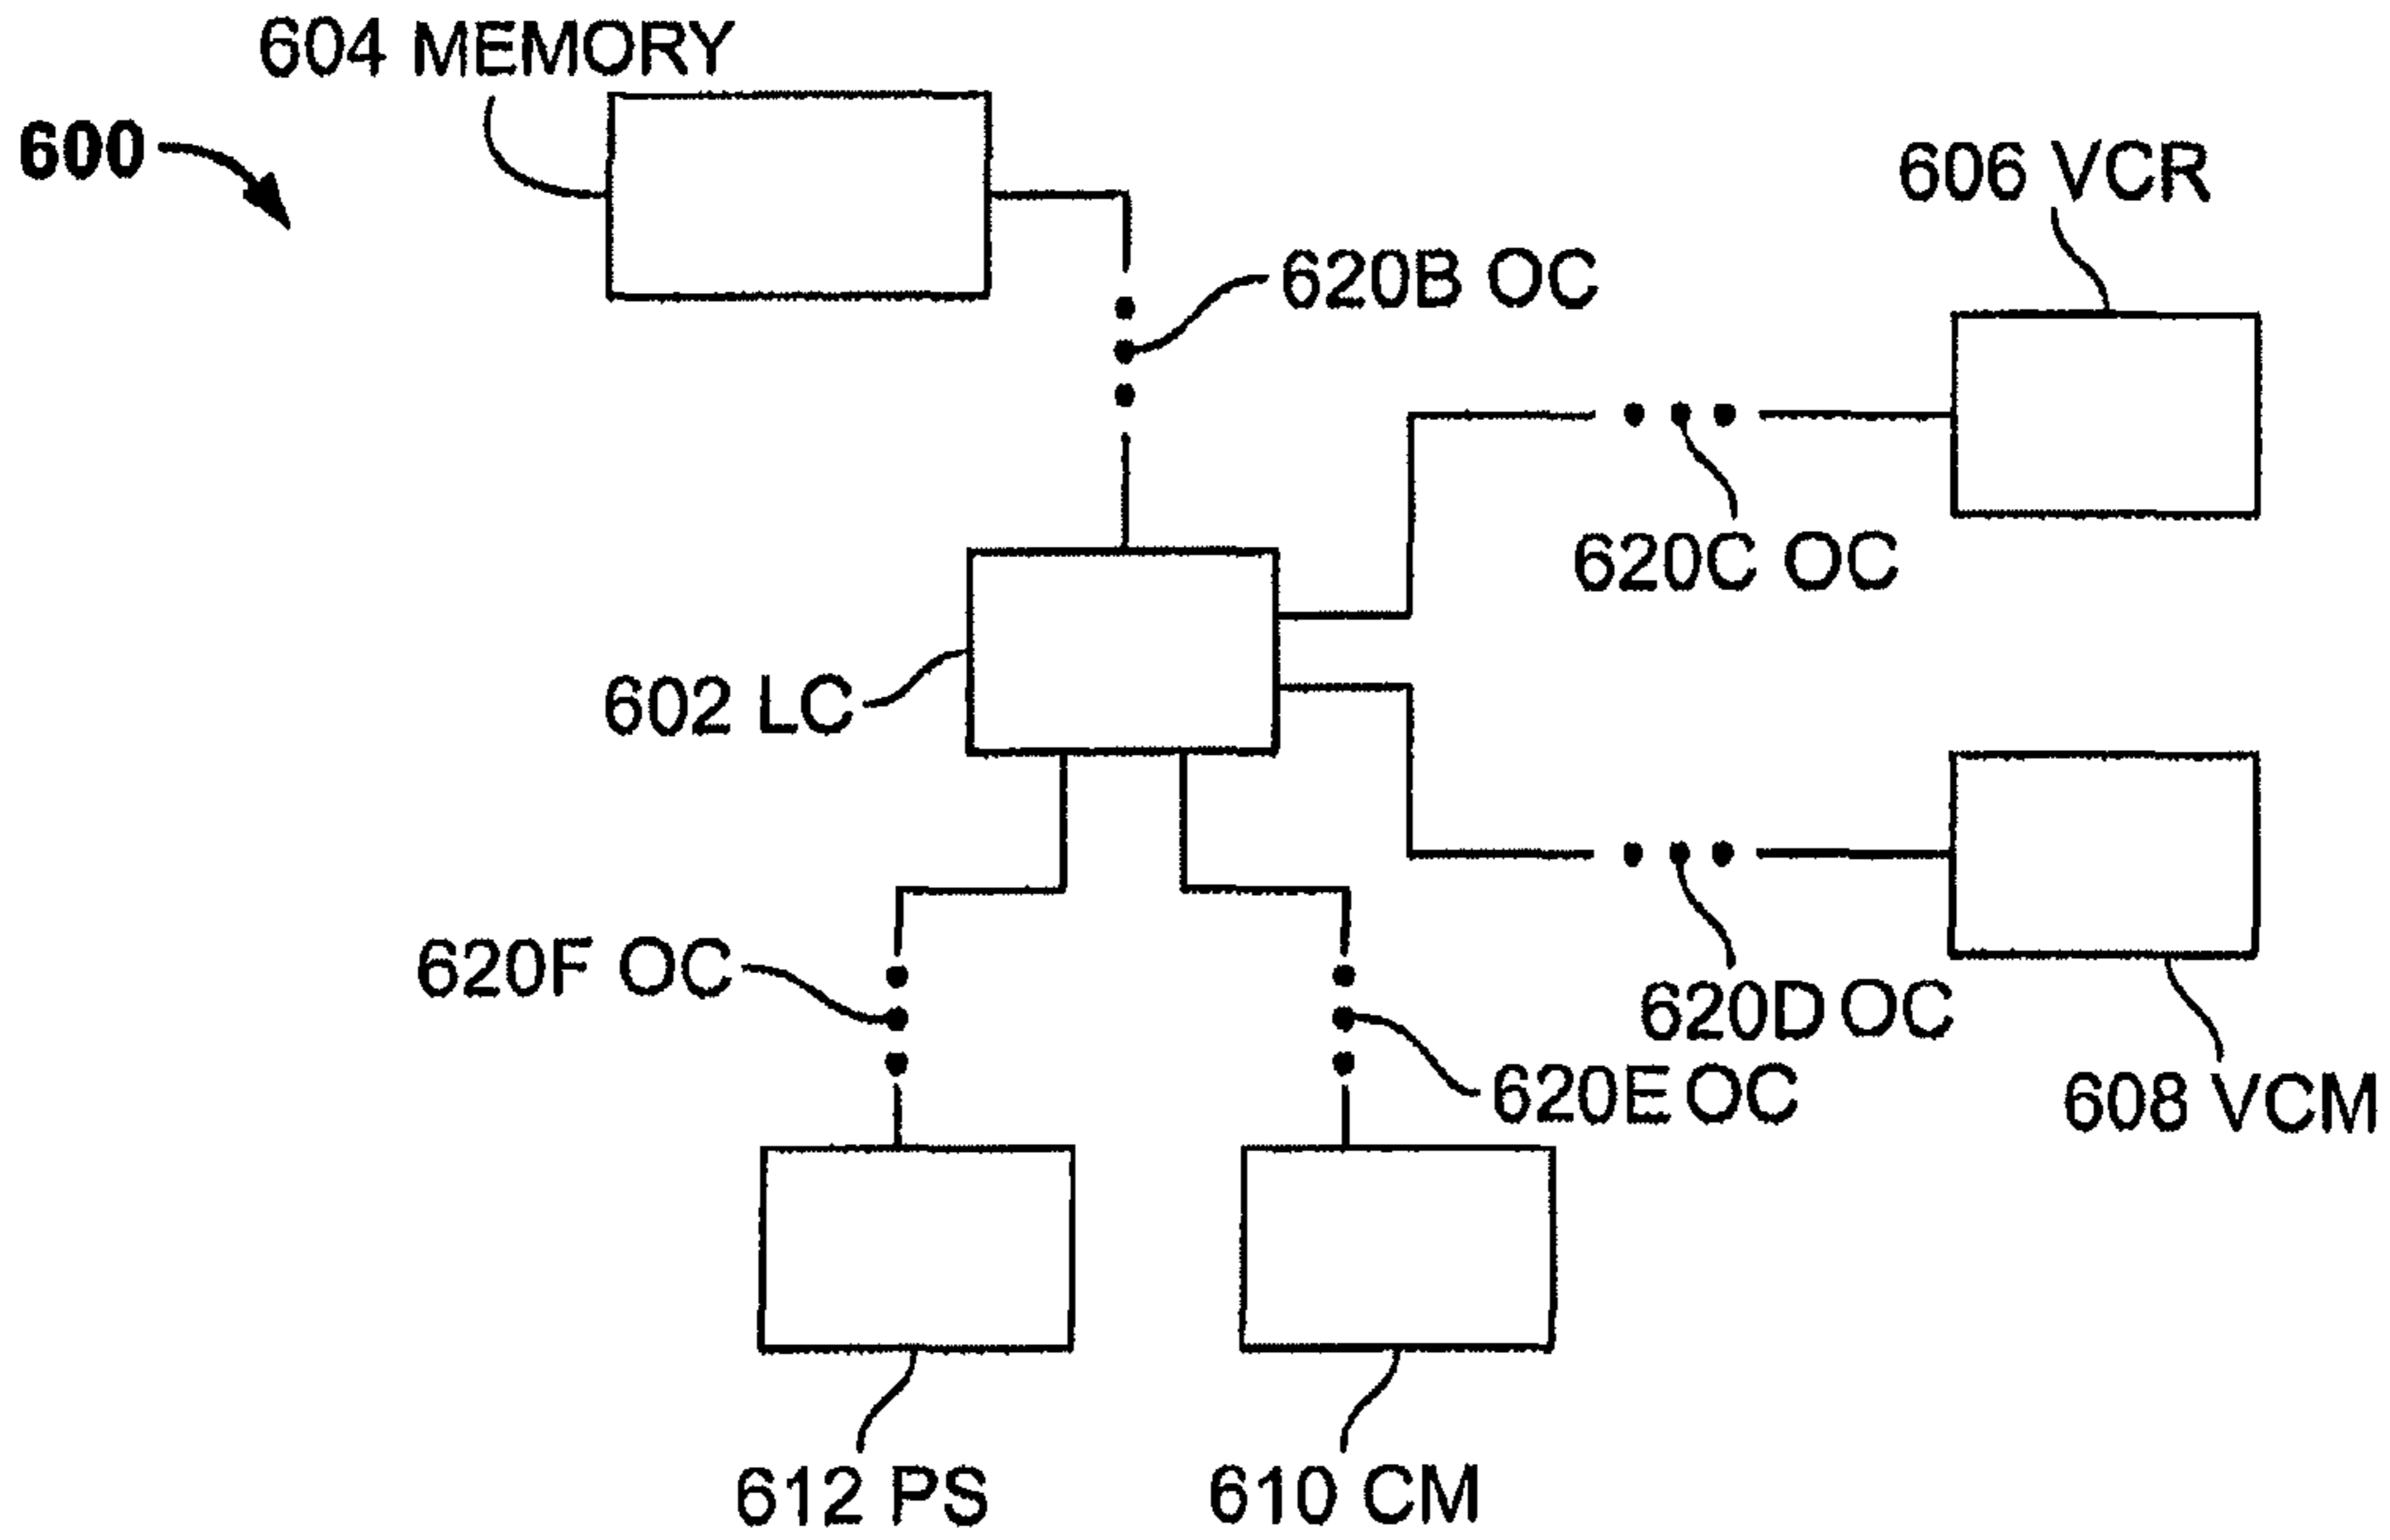 604 MEMORY
600
606 VCR
620B OC
620C OC
602 LC
620F OC
620D OC
620E OC
608 VCM
612 PS
610 CM